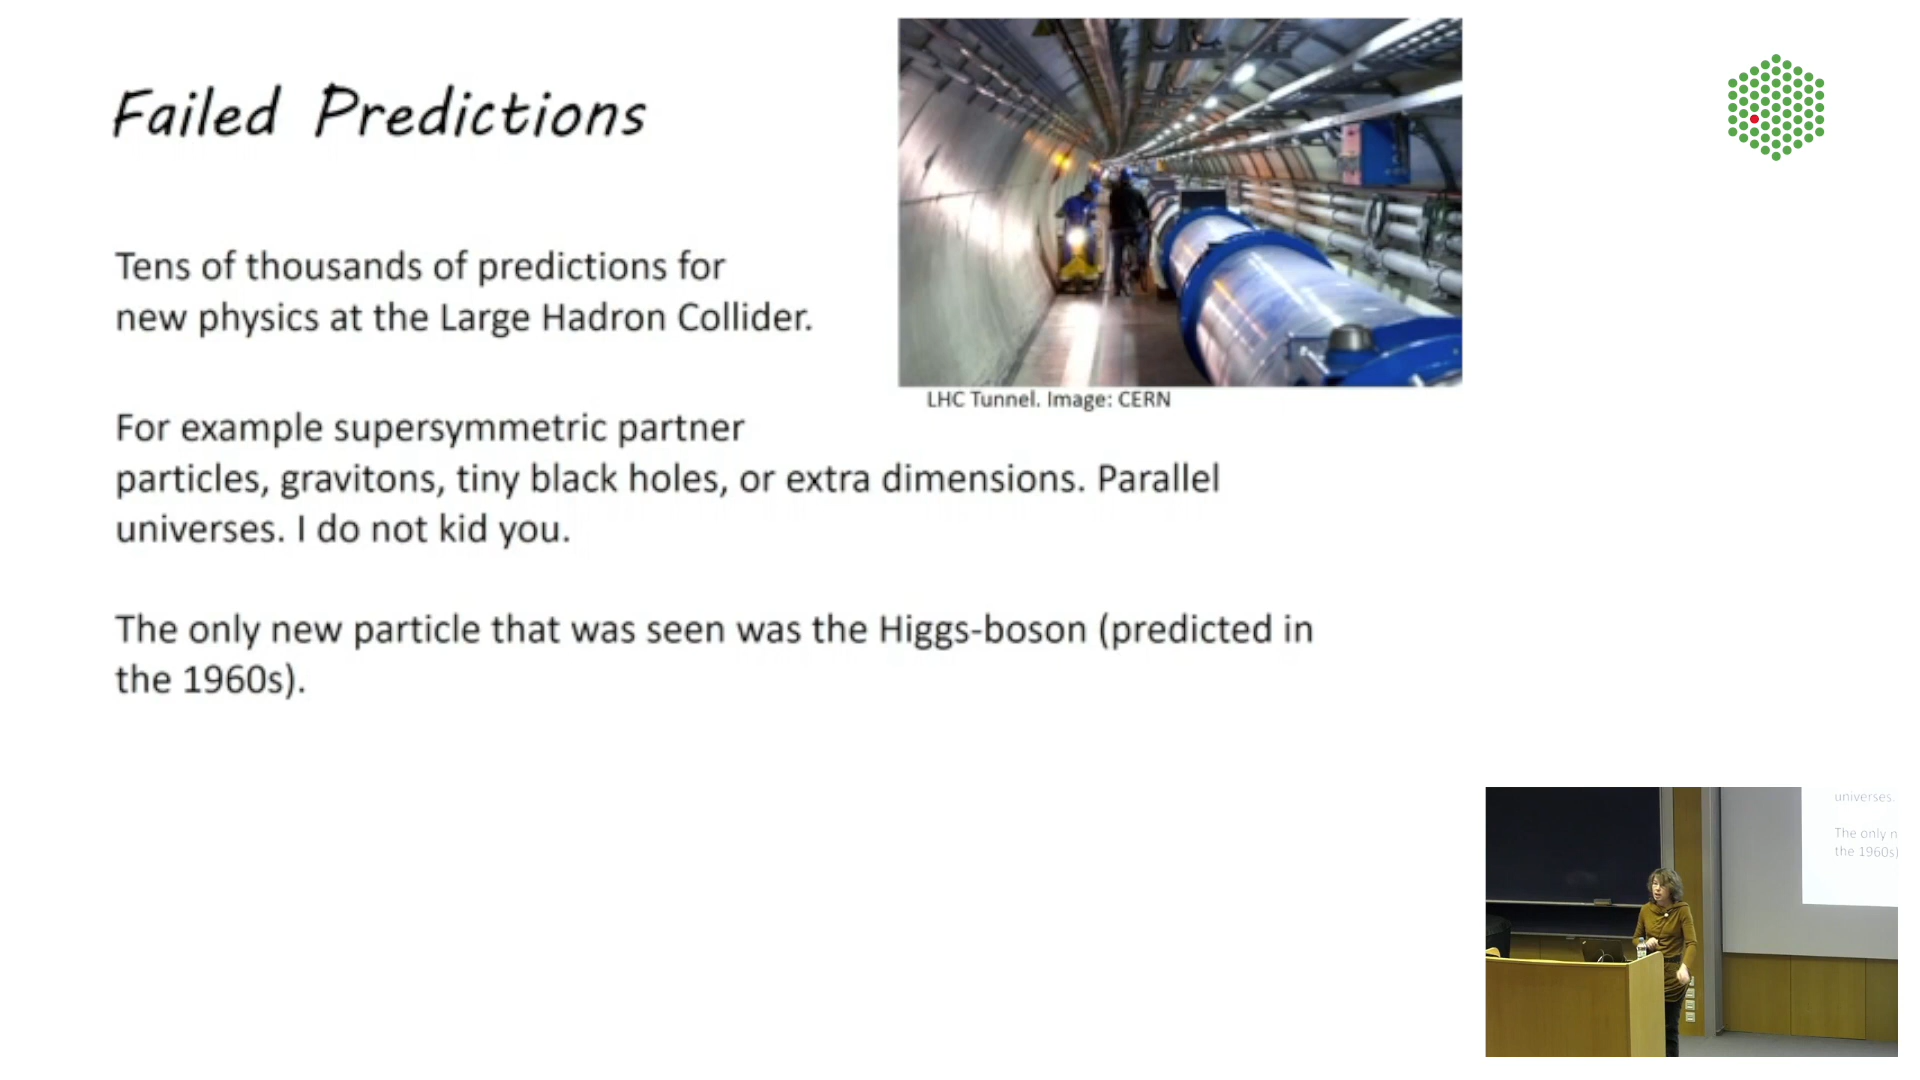 Failed Predictions
Tens of thousands of predictions for
new physics at the Large Hadron Collider.
LHC Tunnel. Image: CERN
For example supersymmetric partner
particles, gravitons, tiny black holes, or extra dimensions. Parallel
universes. I do not kid you.
The only new particle that was seen was the Higgs-boson (predicted in
the 1960s).
universes.
The only n
the 1960s)